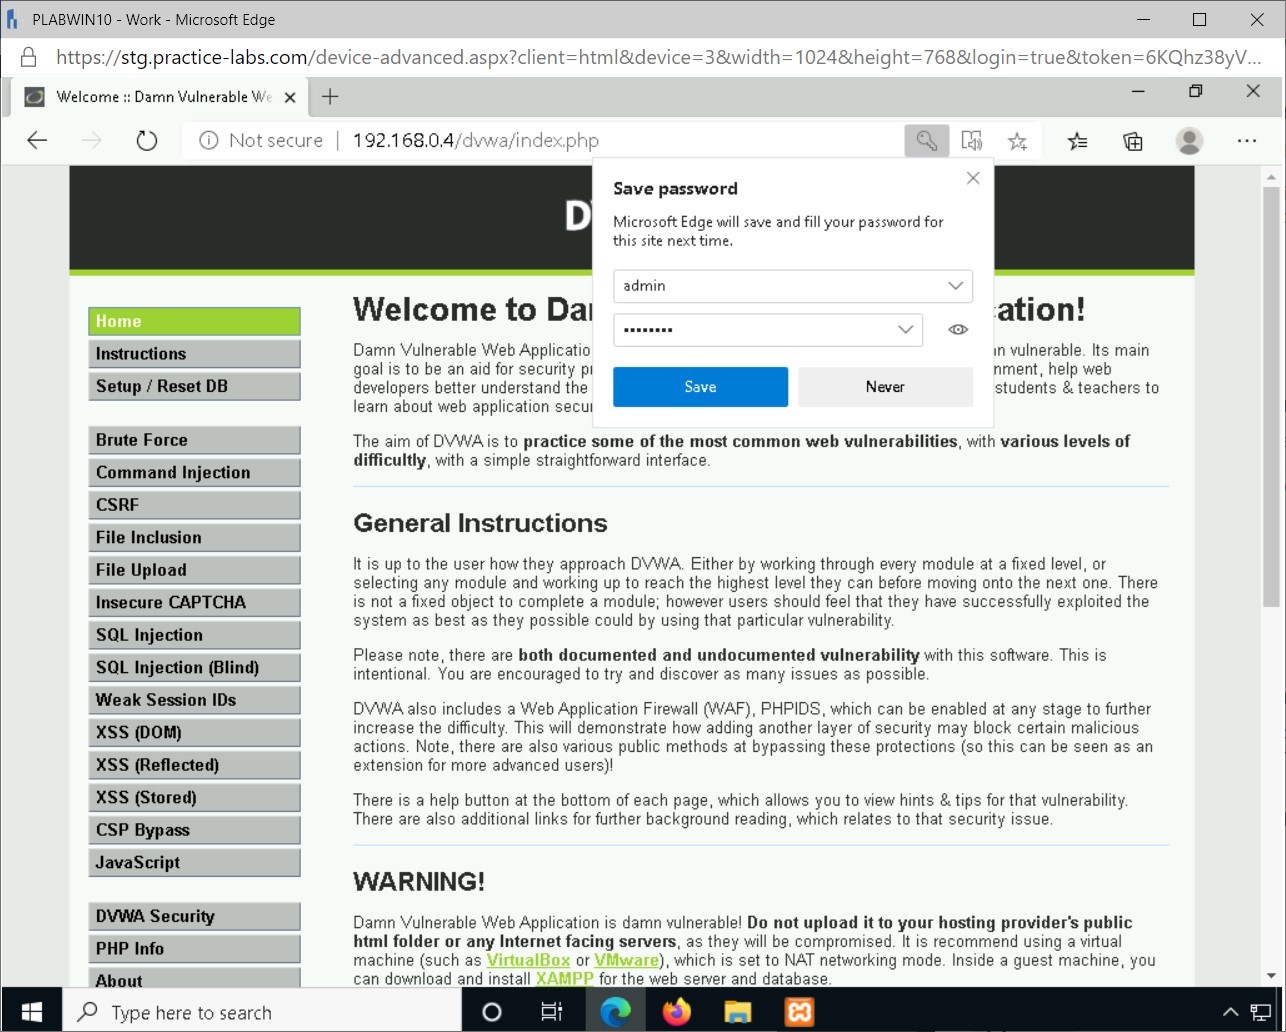 PLABWIN10 - Work - Microsoft Edge
https://stg.practice-labs.com/device-advanced.aspx?client=html&device=3&width=1024&height=768&login=true&token=6KQhz38yV...
Welcome :: Damn Vulnerable We
Not secure | 192.168.0.4/dvwa/index.php
Save password
Microsoft Edge will save and fill your password for
this site next time.
admin
••••••••
Save
Never
Home
Instructions
Setup / Reset DB
Brute Force
Command Injection
CSRF
File Inclusion
File Upload
Insecure CAPTCHA
SQL Injection
SQL Injection (Blind)
Weak Session IDs
XSS (DOM)
XSS (Reflected)
XSS (Stored)
CSP Bypass
JavaScript
DVWA Security
PHP Info
About
Welcome to Da ation!
Damn Vulnerable Web Applicatio n vulnerable. Its main
goal is to be an aid for security p nment, help web
developers better understand the students & teachers to
learn about web application secu
The aim of DVWA is to practice some of the most common web vulnerabilities, with various levels of
difficultly, with a simple straightforward interface.
General Instructions
It is up to the user how they approach DVWA. Either by working through every module at a fixed level, or
selecting any module and working up to reach the highest level they can before moving onto the next one. There
is not a fixed object to complete a module; however users should feel that they have successfully exploited the
system as best as they possible could by using that particular vulnerability.
Please note, there are both documented and undocumented vulnerability with this software. This is
intentional. You are encouraged to try and discover as many issues as possible.
DVWA also includes a Web Application Firewall (WAF), PHPIDS, which can be enabled at any stage to further
increase the difficulty. This will demonstrate how adding another layer of security may block certain malicious
actions. Note, there are also various public methods at bypassing these protections (so this can be seen as an
extension for more advanced users)!
There is a help button at the bottom of each page, which allows you to view hints & tips for that vulnerability.
There are also additional links for further background reading, which relates to that security issue.
WARNING!
Damn Vulnerable Web Application is damn vulnerable! Do not upload it to your hosting provider's public
html folder or any Internet facing servers, as they will be compromised. It is recommend using a virtual
machine (such as VirtualBox or VMware), which is set to NAT networking mode. Inside a guest machine, you
can download and install XAMPP for the web server and database.
Type here to search